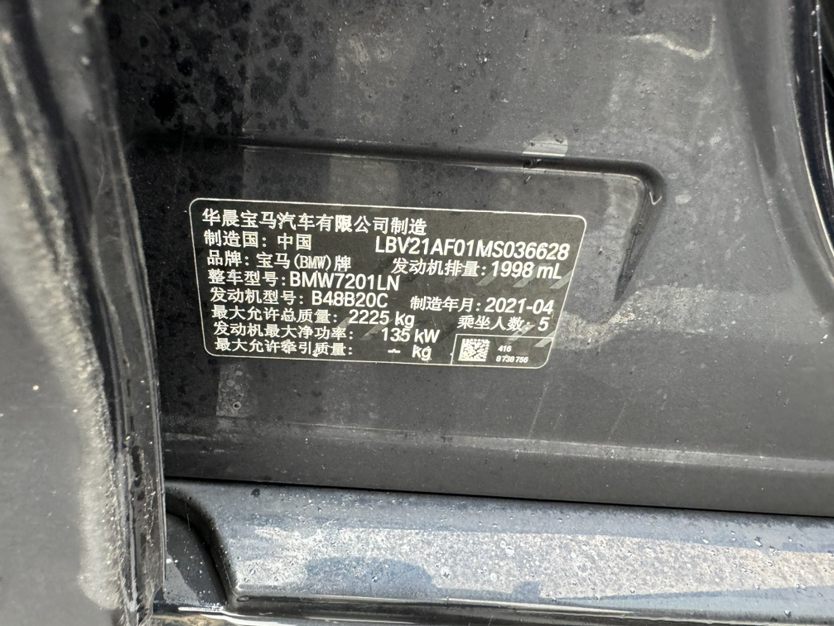 华晨宝马汽车有限公司制造
制造国：中国 LBV21AF01MS036628
品牌：宝马(BMW)牌 发动机排量：1998 mL
整车型号：BMW7201LN
发动机型号：B48B20C 制造年月：2021-04
最大允许总质量： 2225 kg 乘坐人数：5
发动机最大净功率： 135 kW
最大允许牵引质量： -- kg
416